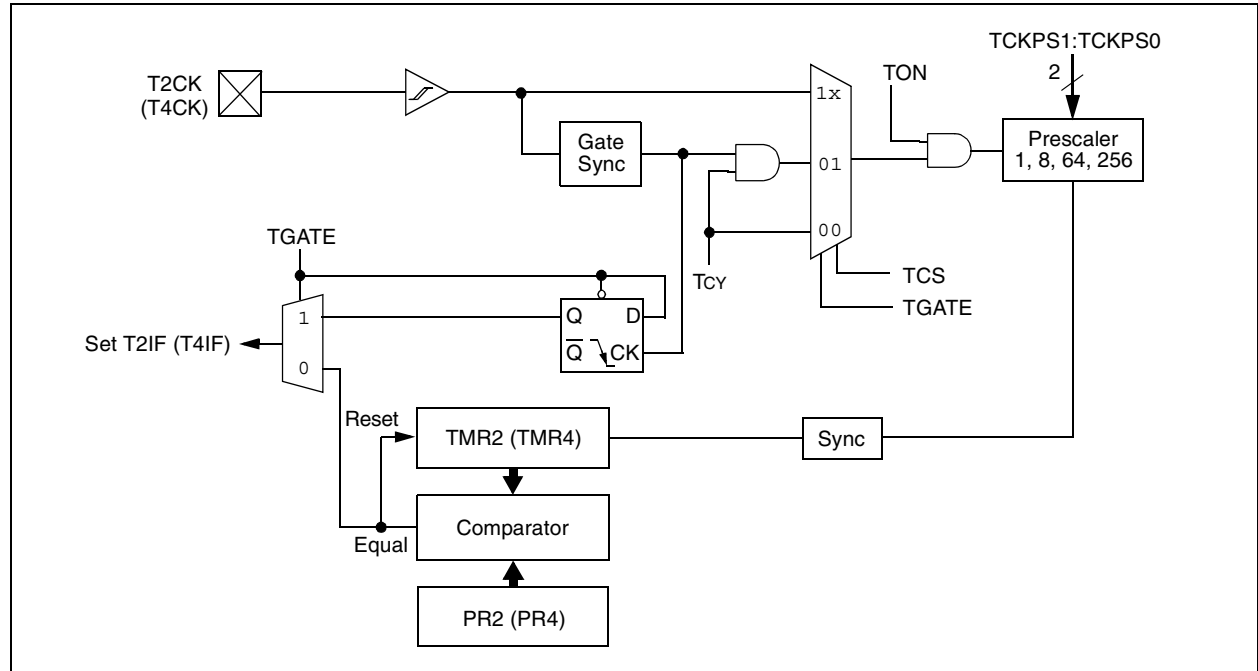 TCKPS1:TCKPS0
2
TON
T2CK
(T4CK)
1x
Prescaler
1, 8, 64, 256
Gate
Sync
01
00
TGATE
TCY
TCS
TGATE
1
Q
D
Set T2IF (T4IF)
Q
CK
0
Reset
TMR2 (TMR4)
Sync
Comparator
Equal
PR2 (PR4)